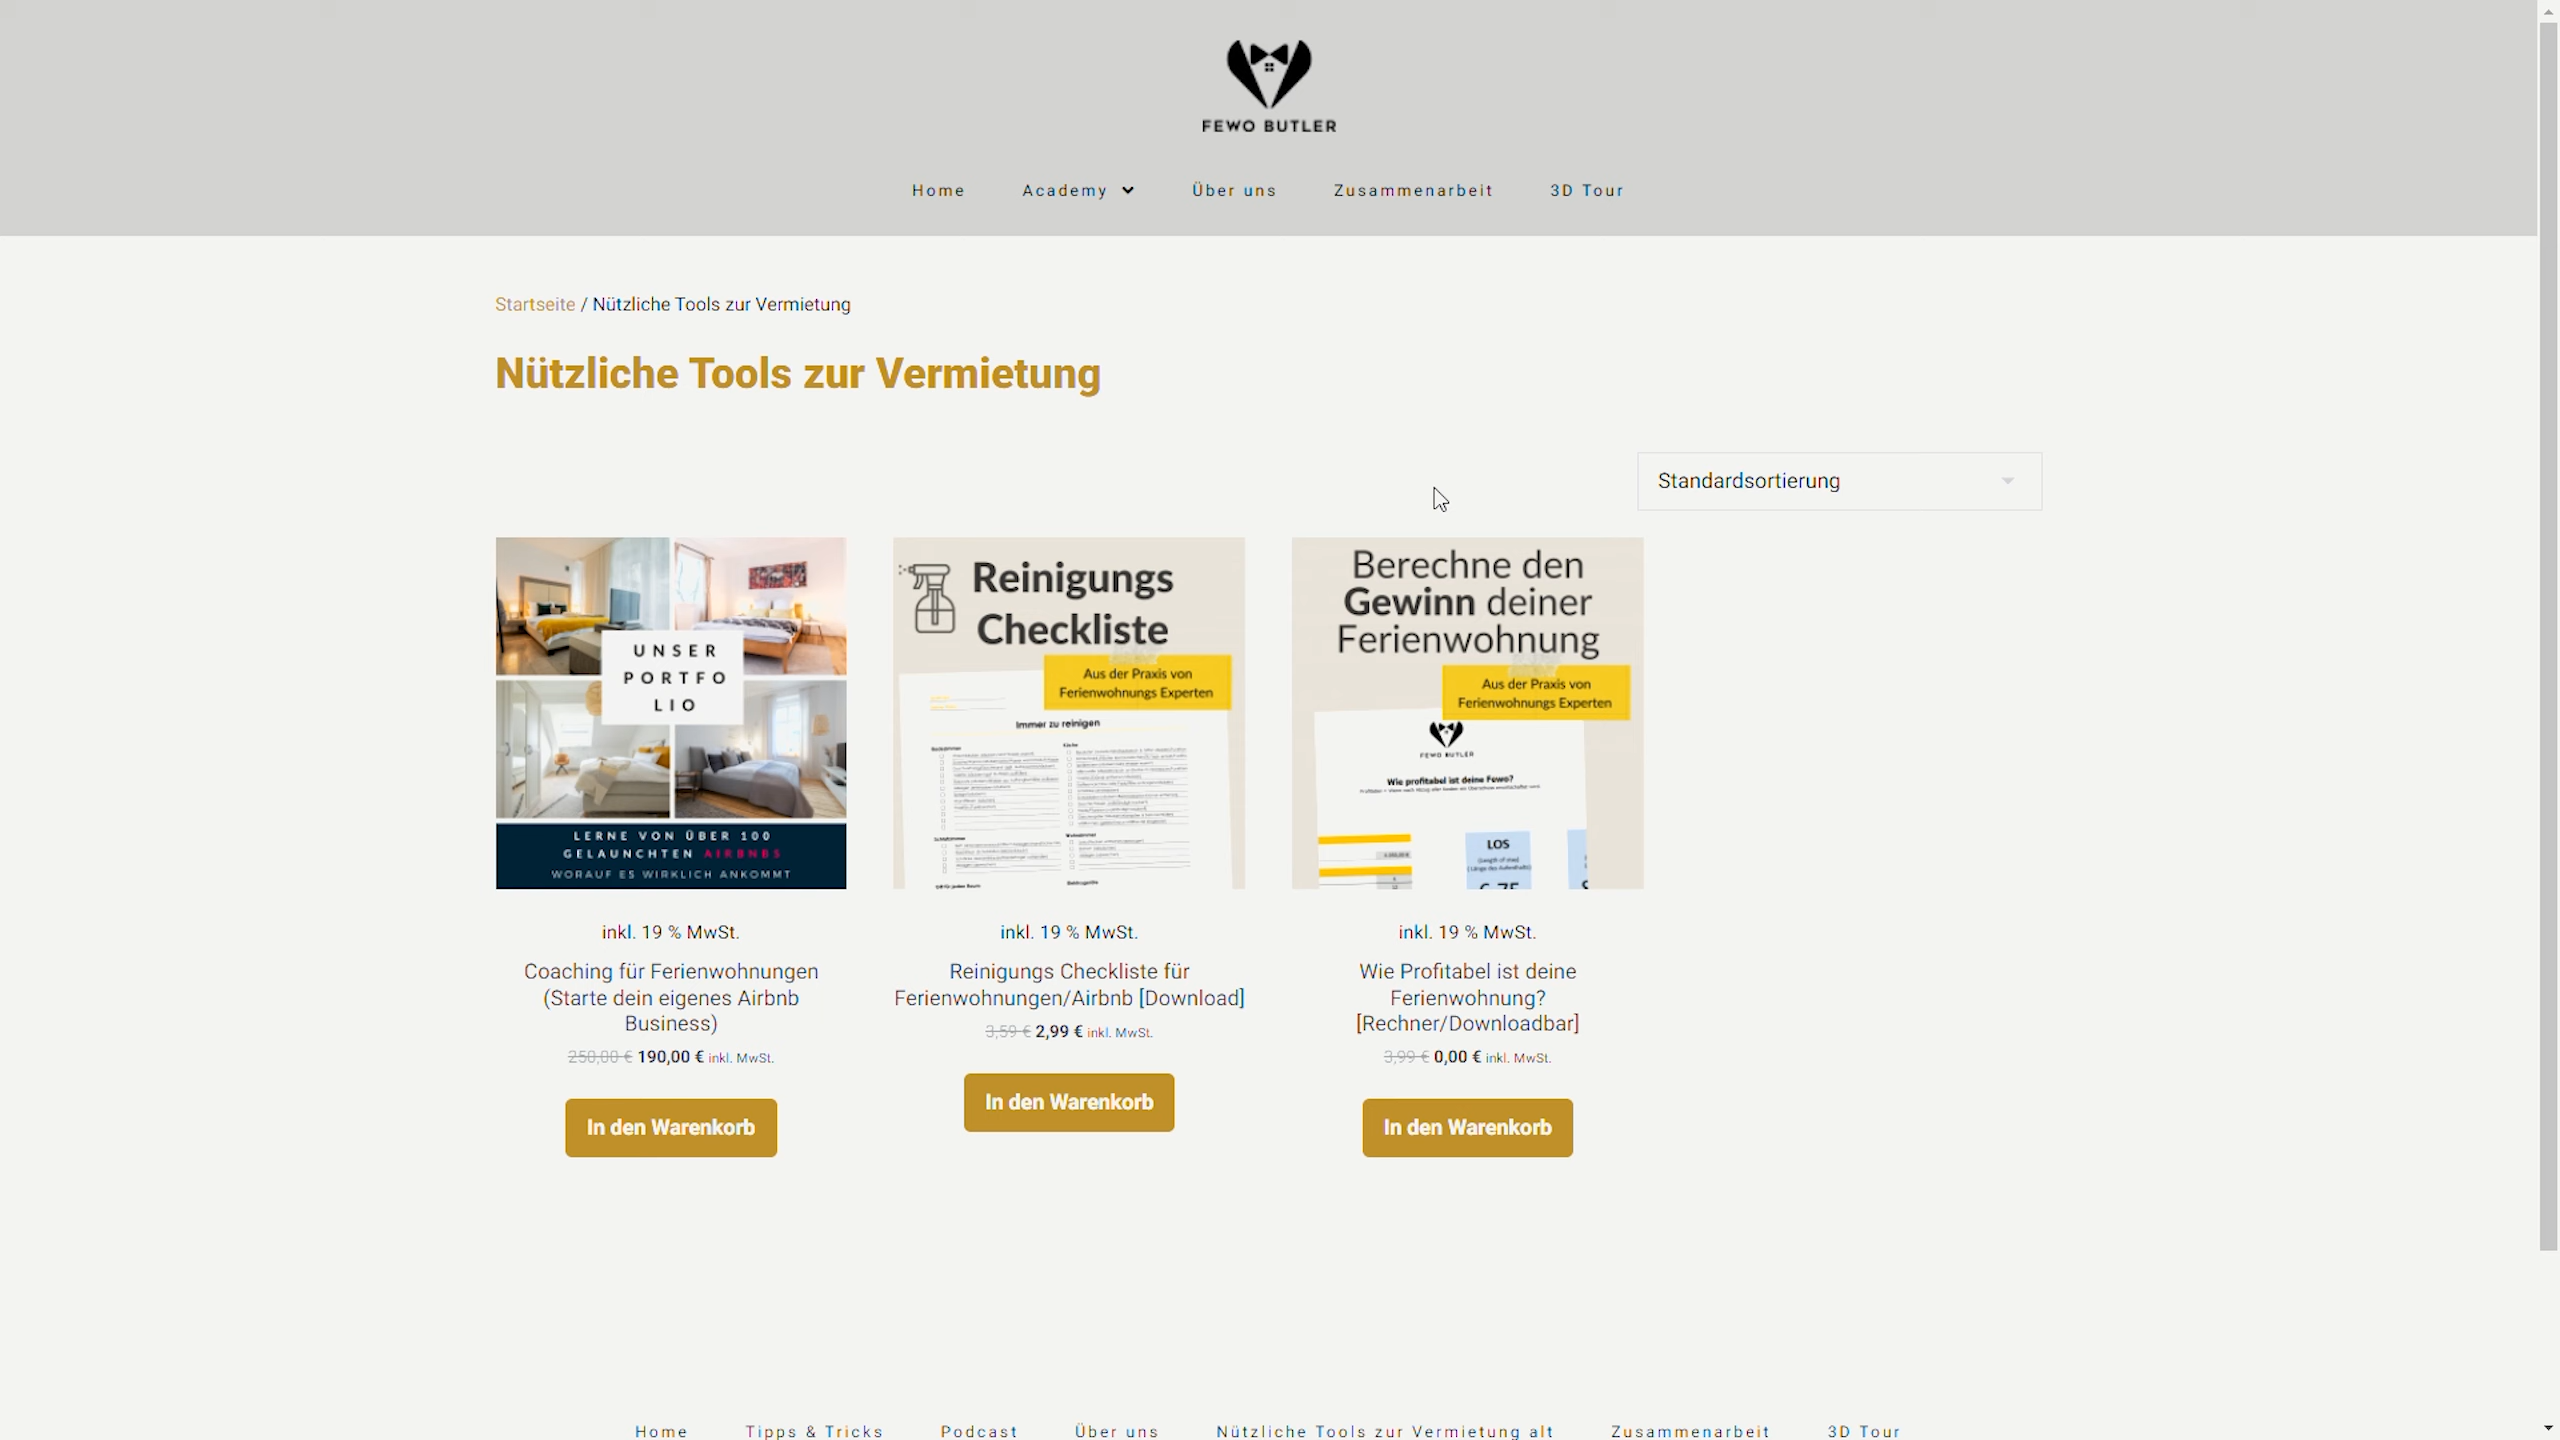 FEWO BUTLER
Home Academy Über uns Zusammenarbeit 3D Tour
Startseite / Nützliche Tools zur Vermietung
Nützliche Tools zur Vermietung
Standardsortierung
UNSER
PORTFO
LIO
LERNE VON ÜBER 100
GELAUNCHTEN AIRBNBS
WORAUF ES WIRKLICH ANKOMMT
inkl. 19 % MwSt.
Coaching für Ferienwohnungen
(Starte dein eigenes Airbnb
Business)
250,00 € 190,00 € inkl. MwSt.
In den Warenkorb
Reinigungs
Checkliste
Aus der Praxis von
Ferienwohnungs Experten
Immer zu reinigen
inkl. 19 % MwSt.
Reinigungs Checkliste für
Ferienwohnungen/Airbnb [Download]
3,59 € 2,99 € inkl. MwSt.
In den Warenkorb
Berechne den
Gewinn deiner
Ferienwohnung
Aus der Praxis von
Ferienwohnungs Experten
FEWO BUTLER
Wie profitabel ist deine Fewo?
LOS
inkl. 19 % MwSt.
Wie Profitabel ist deine
Ferienwohnung?
[Rechner/Downloadbar]
3,99 € 0,00 € inkl. MwSt.
In den Warenkorb
Home Tipps & Tricks Podcast Über uns Nützliche Tools zur Vermietung alt Zusammenarbeit 3D Tour